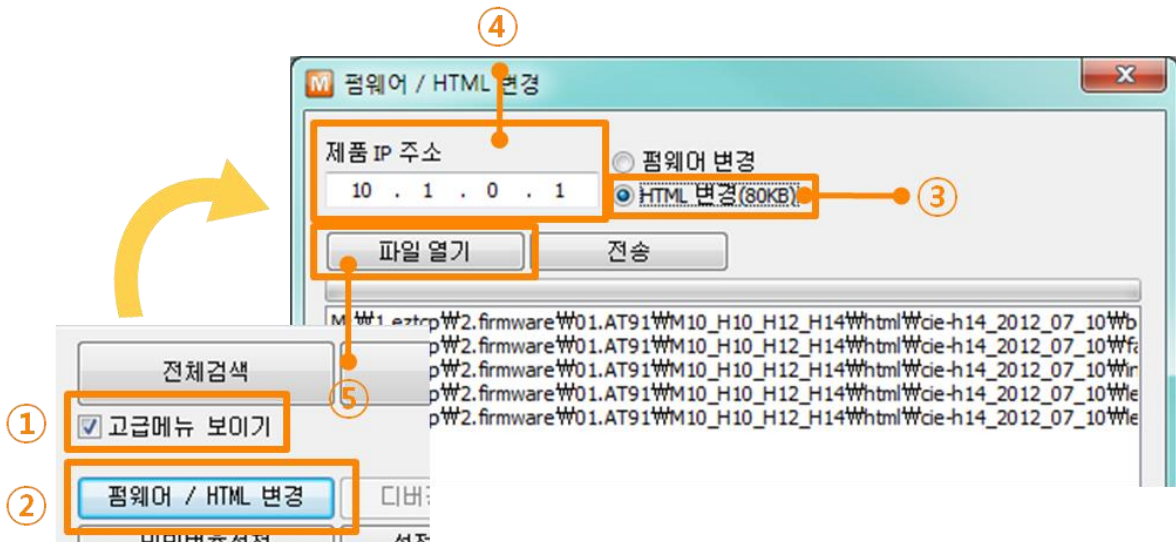 ④
M 펌웨어 / HTML 변경
제품 IP 주소
펌웨어 변경
10 . 1 . 0 . 1
HTML 변경(80KB)
③
파일 열기
전송
M:₩1.eztcp₩2.firmware₩01.AT91₩M10_H10_H12_H14₩html₩cie-h14_2012_07_10₩b
p₩2.firmware₩01.AT91₩M10_H10_H12_H14₩html₩cie-h14_2012_07_10₩fa
p₩2.firmware₩01.AT91₩M10_H10_H12_H14₩html₩cie-h14_2012_07_10₩in
p₩2.firmware₩01.AT91₩M10_H10_H12_H14₩html₩cie-h14_2012_07_10₩le
p₩2.firmware₩01.AT91₩M10_H10_H12_H14₩html₩cie-h14_2012_07_10₩le
전체검색
⑤
①
고급메뉴 보이기
②
펌웨어 / HTML 변경
디버